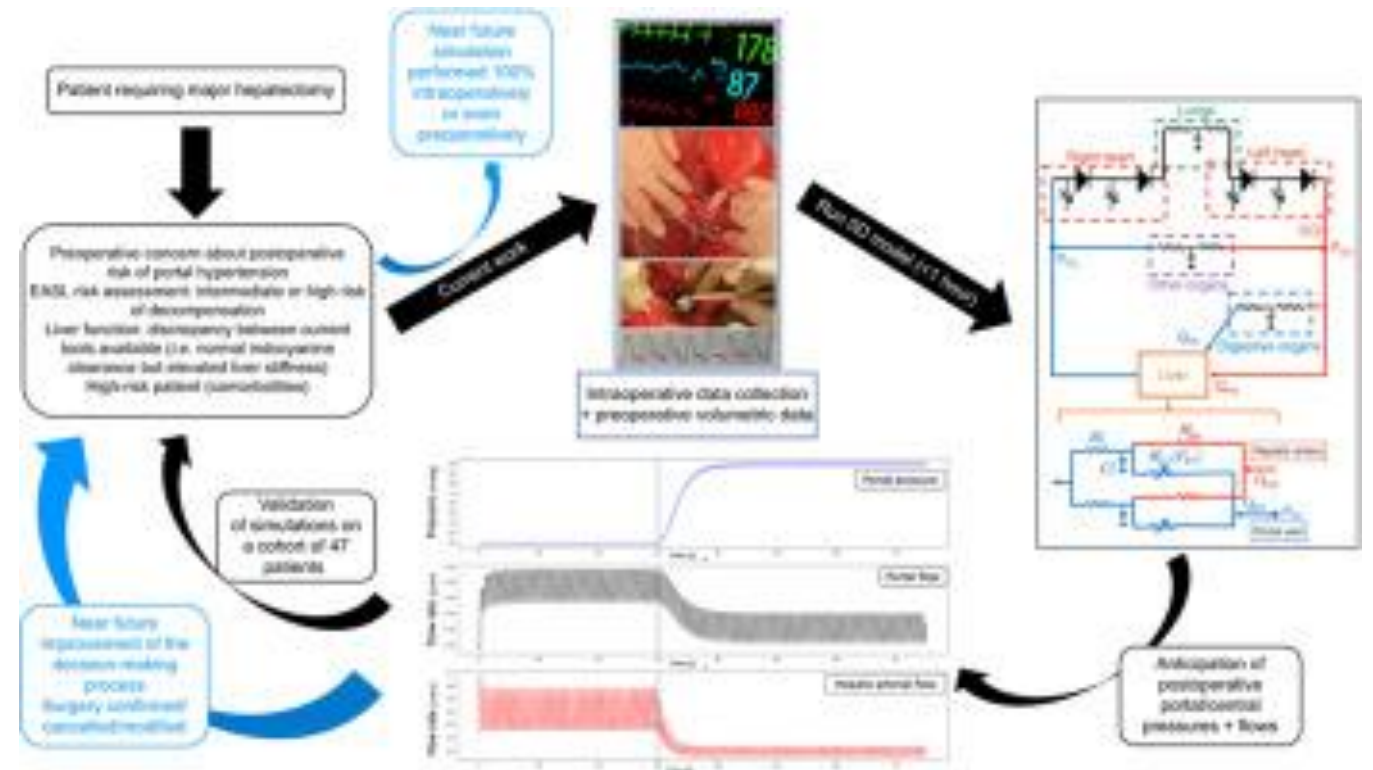 Near future
simulation
performed 100%
intraoperatively
or even
preoperatively
Patient requiring major hepatectomy
178
87
Preoperative concern about postoperative
risk of portal hypertension
EASL risk assessment: intermediate or high risk
of decompensation
Liver function: discrepancy between current
tools available (i.e. normal indocyanine
clearance but elevated liver stiffness)
High-risk patient (comorbidities)
Current work
Intraoperative data collection
+ preoperative volumetric data
Run 0D model (<1 hour)
Lungs
Right heart
Left heart
Other organs
Digestive organs
Liver
Hepatic artery
Portal vein
Portal pressure
Portal flow
Hepatic arterial flow
Validation
of simulations on
a cohort of 47
patients
Near future
improvement of the
decision-making
process
Surgery confirmed/
cancelled/modified
Anticipation of
postoperative
portal/central
pressures + flows